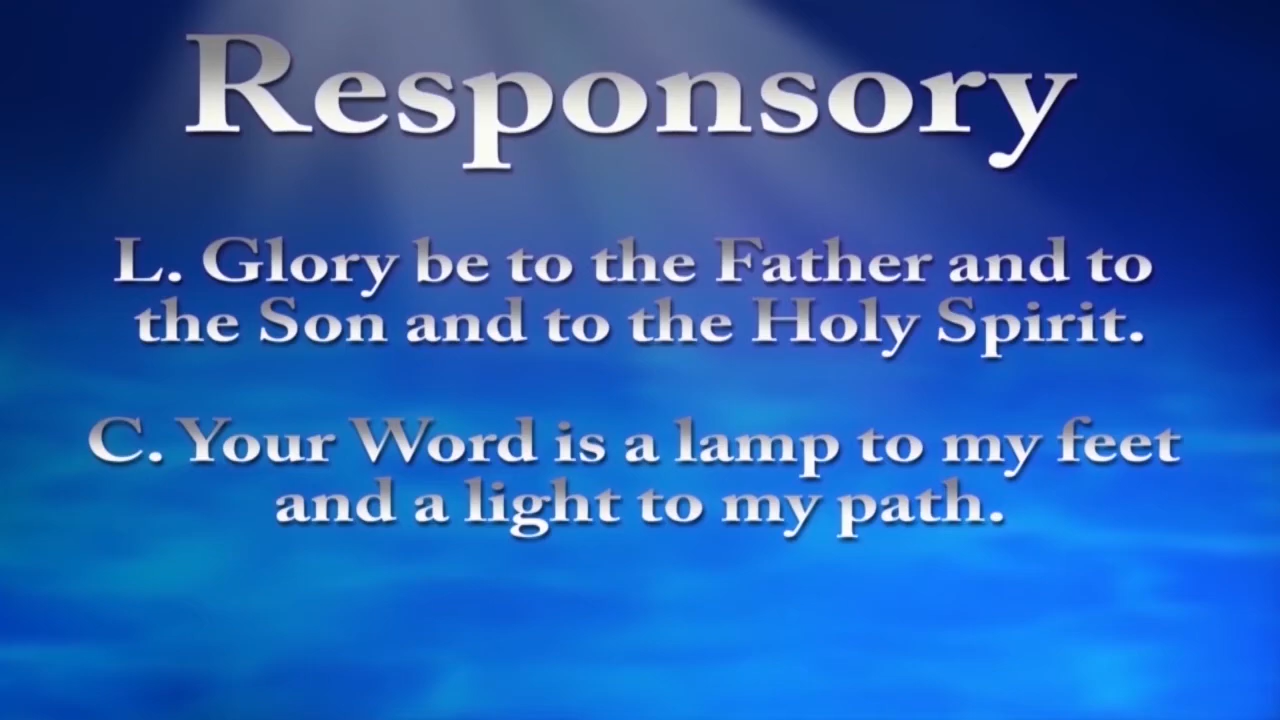 Responsory
L. Glory be to the Father and to
the Son and to the Holy Spirit.
C. Your Word is a lamp to my feet
and a light to my path.